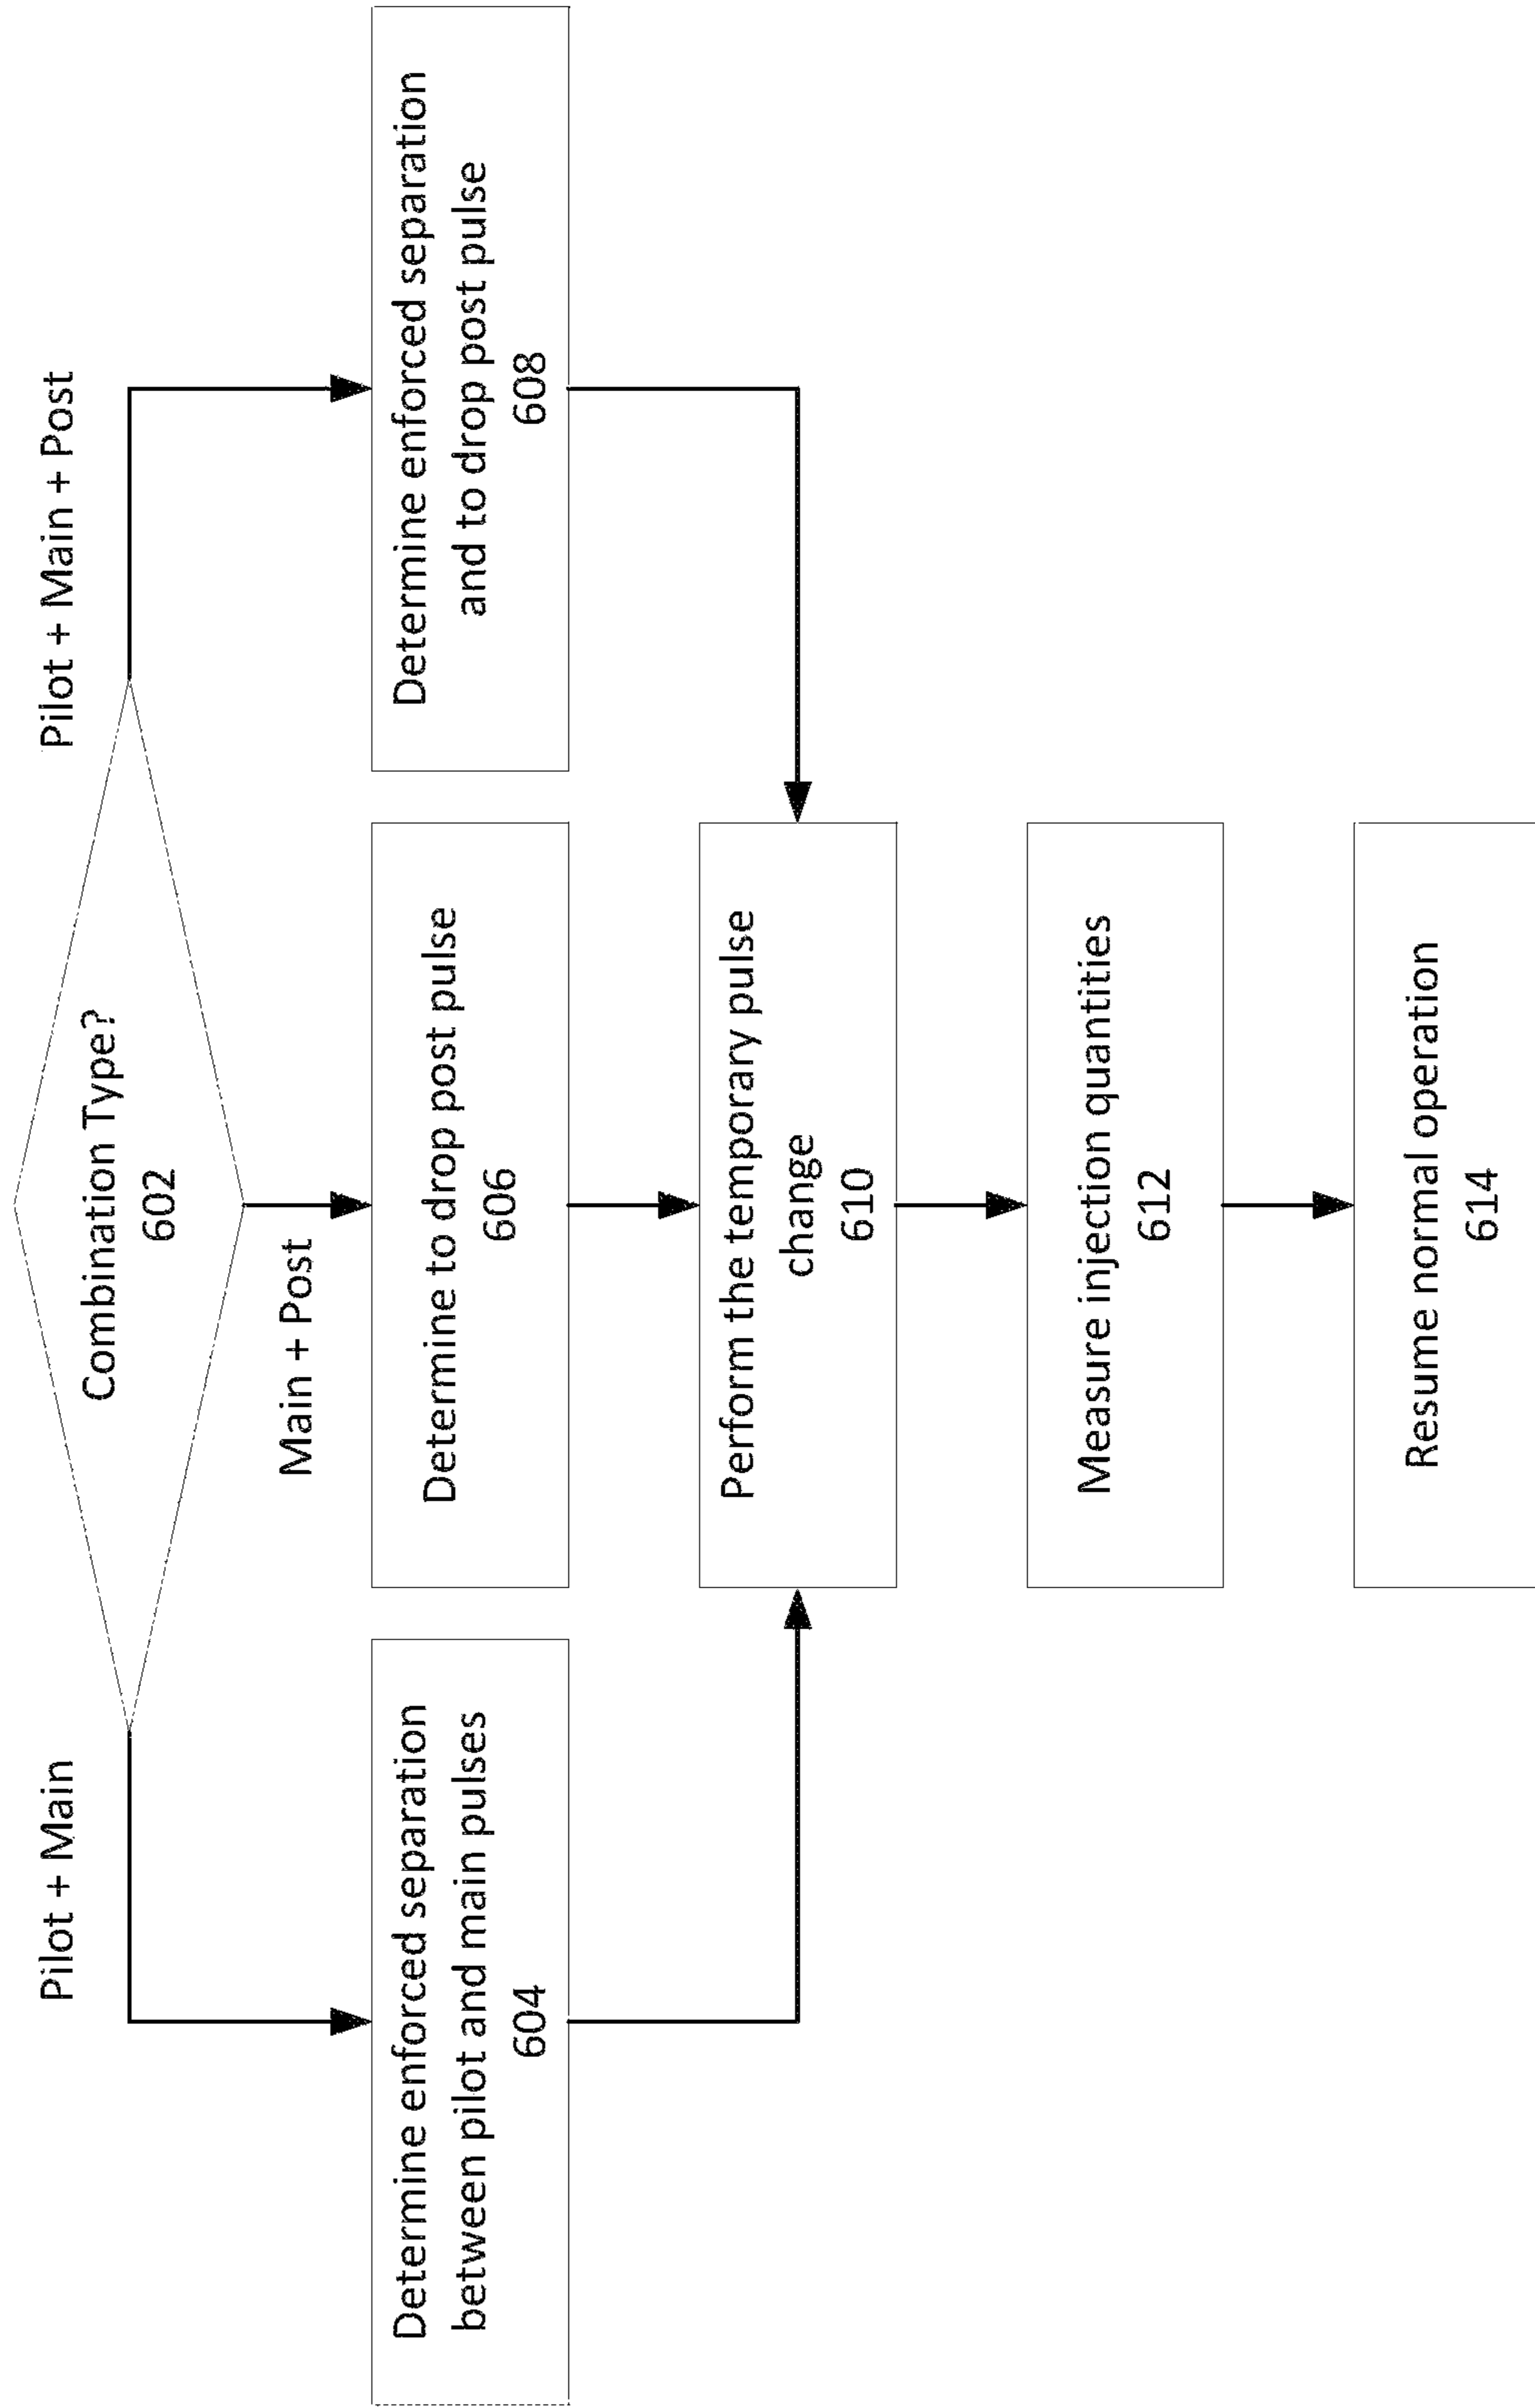 Combination Type?
602
Pilot + Main
Main + Post
Pilot + Main + Post
Determine enforced separation
between pilot and main pulses
604
Determine to drop post pulse
606
Determine enforced separation
and to drop post pulse
608
Perform the temporary pulse
change
610
Measure injection quantities
612
Resume normal operation
614